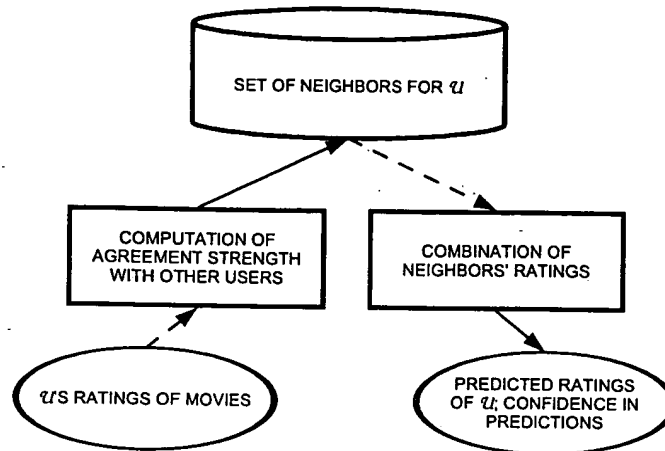 SET OF NEIGHBORS FOR U
COMPUTATION OF
AGREEMENT STRENGTH
WITH OTHER USERS
COMBINATION OF
NEIGHBORS' RATINGS
U'S RATINGS OF MOVIES
PREDICTED RATINGS
OF U; CONFIDENCE IN
PREDICTIONS